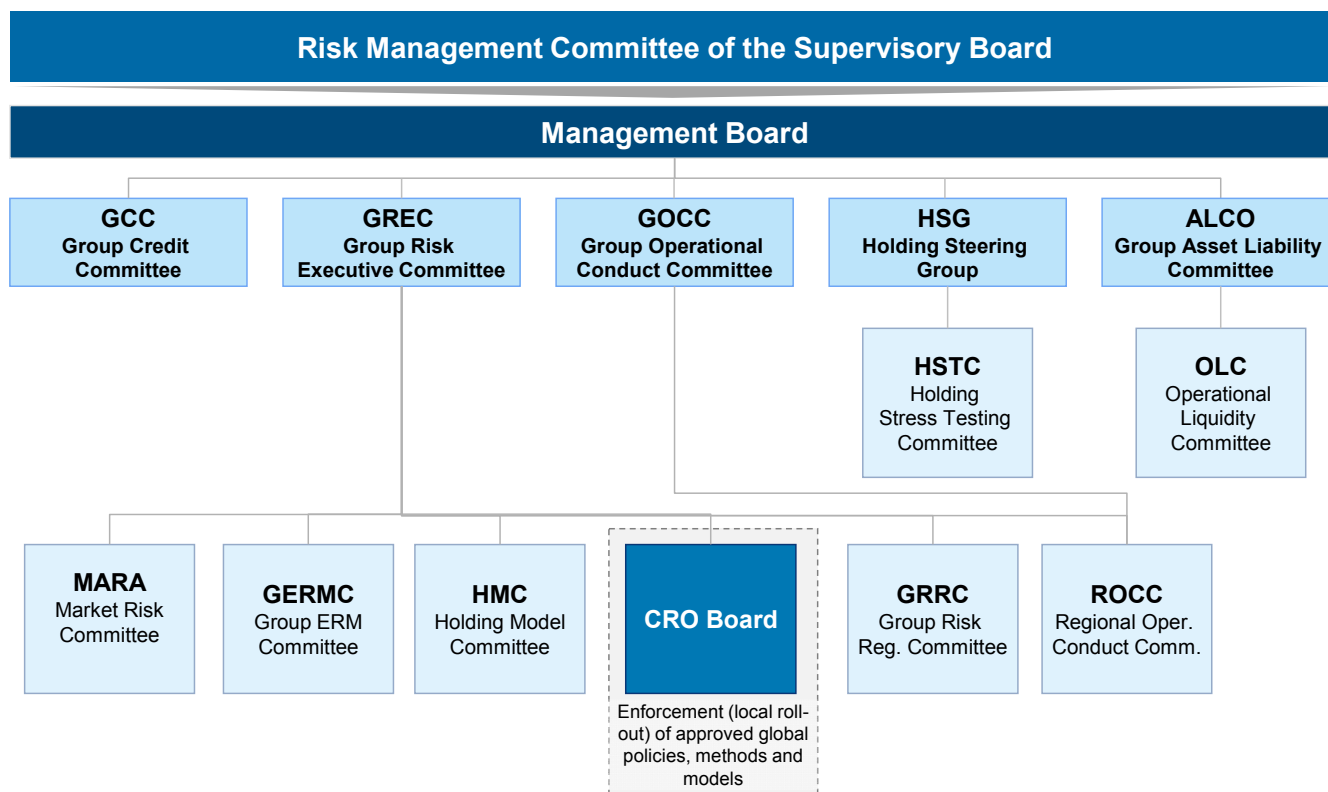 Risk Management Committee of the Supervisory Board
Management Board
GCC
Group Credit
Committee
GREC
Group Risk
Executive Committee
GOCC
Group Operational
Conduct Committee
HSG
Holding Steering
Group
ALCO
Group Asset Liability
Committee
HSTC
Holding
Stress Testing
Committee
OLC
Operational
Liquidity
Committee
MARA
Market Risk
Committee
GERMC
Group ERM
Committee
HMC
Holding Model
Committee
CRO Board
Enforcement (local roll-
out) of approved global
policies, methods and
models
GRRC
Group Risk
Reg. Committee
ROCC
Regional Oper.
Conduct Comm.